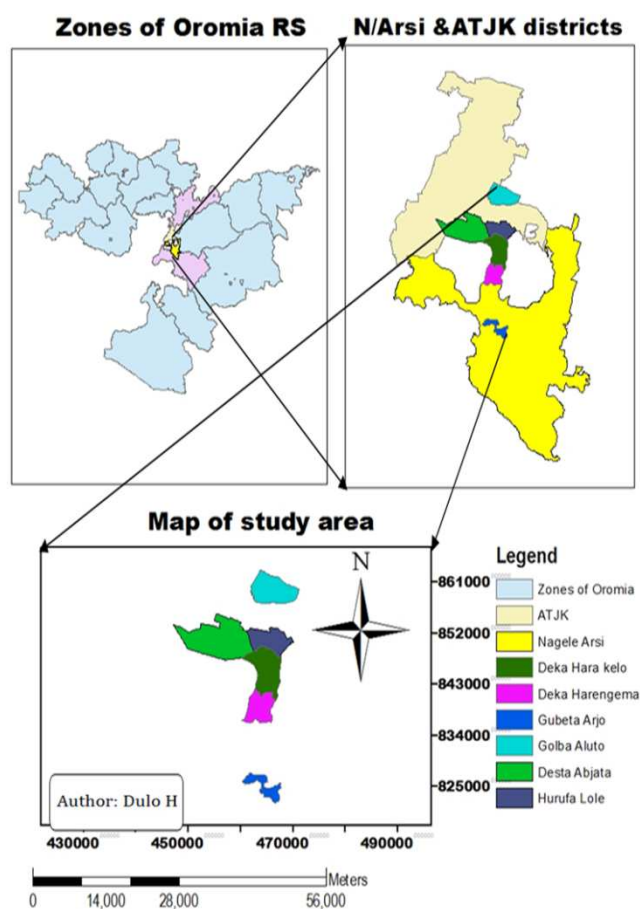 Zones of Oromia RS
N/Arsi &ATJK districts
Map of study area
N
Legend
Zones of Oromia
ATJK
Nagele Arsi
Deka Hara kelo
Deka Harengema
Gubeta Arjo
Golba Aluto
Desta Abjata
Hurufa Lole
861000
852000
843000
834000
825000
Author: Dulo H
430000 450000 470000 490000
Meters
0 14,000 28,000 56,000